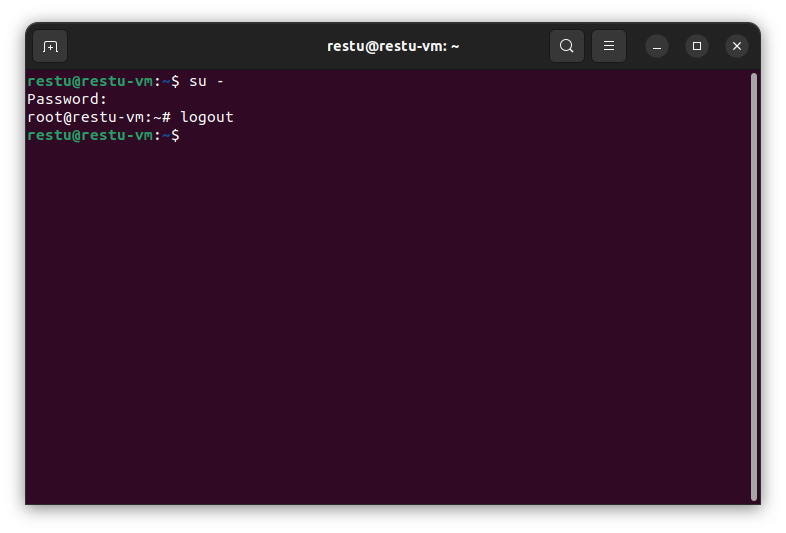 restu@restu-vm: ~
restu@restu-vm:~$ su -
Password:
root@restu-vm:~# logout
restu@restu-vm:~$